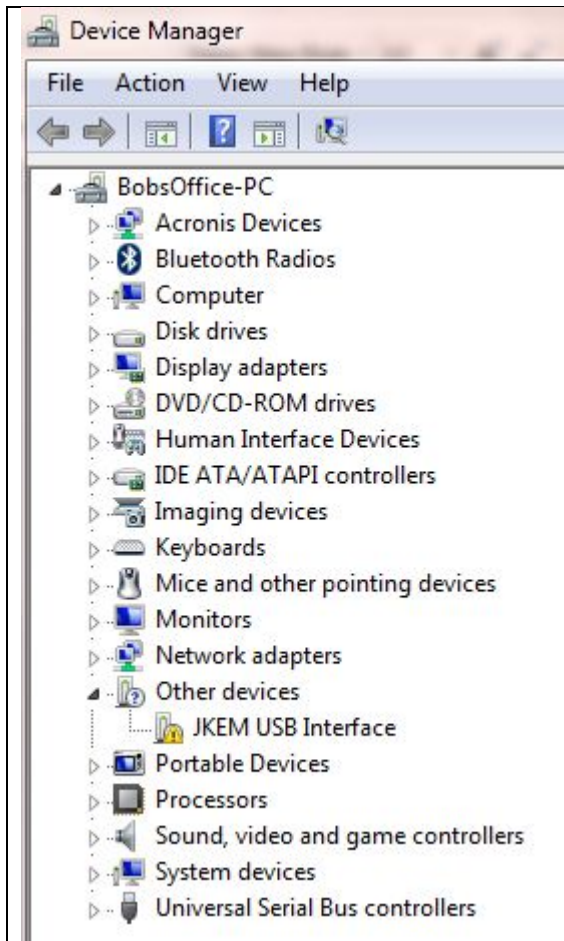 Device Manager
File Action View Help
BobsOffice-PC
Acronis Devices
Bluetooth Radios
Computer
Disk drives
Display adapters
DVD/CD-ROM drives
Human Interface Devices
IDE ATA/ATAPI controllers
Imaging devices
Keyboards
Mice and other pointing devices
Monitors
Network adapters
Other devices
JKEM USB Interface
Portable Devices
Processors
Sound, video and game controllers
System devices
Universal Serial Bus controllers